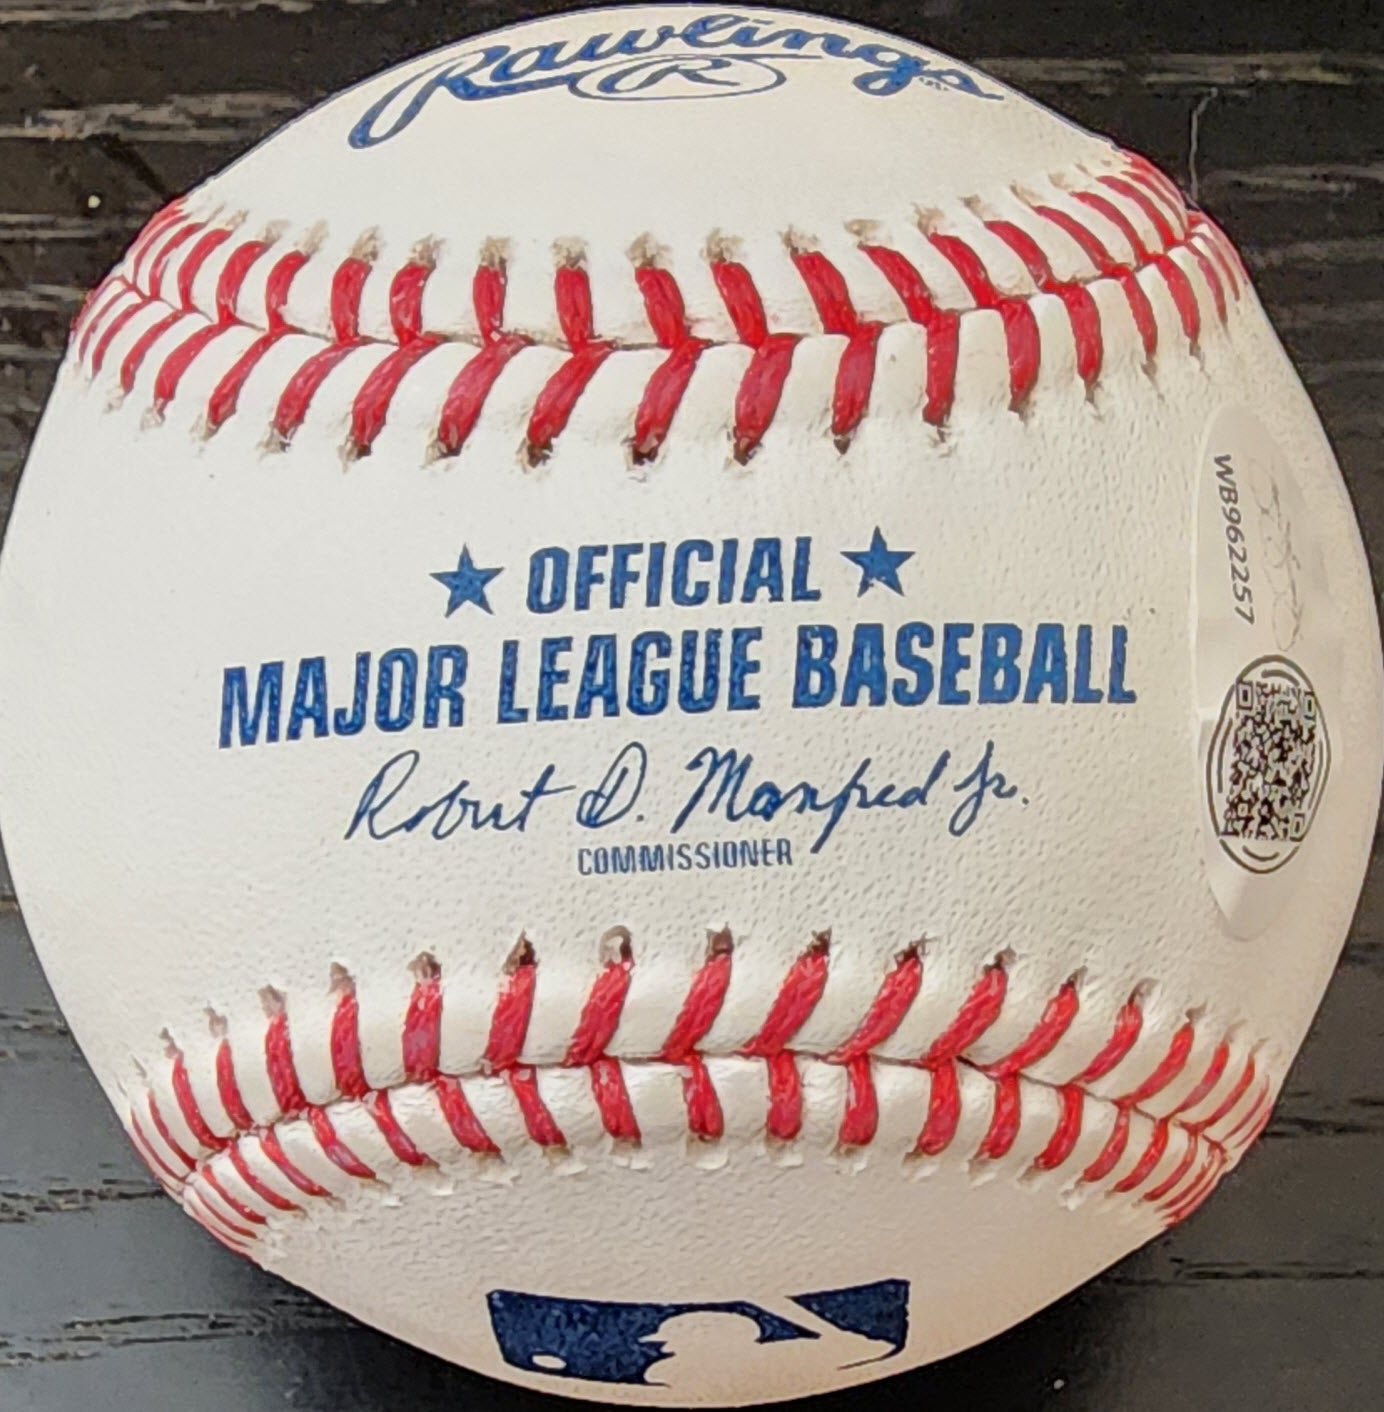 Rawlings
R
OFFICIAL
MAJOR LEAGUE BASEBALL
Robert D. Manfred Jr.
COMMISSIONER
WB962257